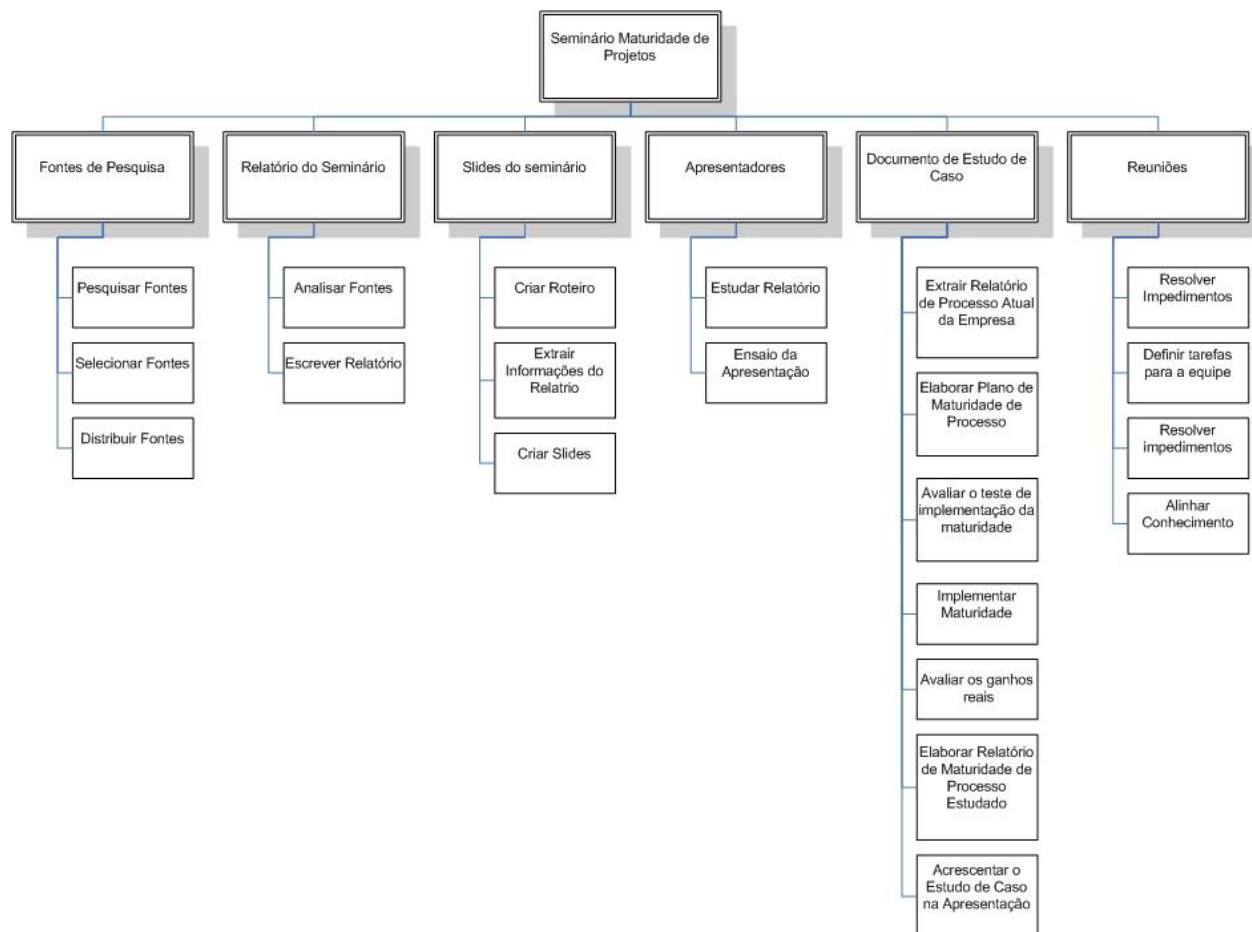 Seminário Maturidade de
Projetos
Fontes de Pesquisa
Relatório do Seminário
Slides do seminário
Apresentadores
Documento de Estudo de
Caso
Reuniões
Pesquisar Fontes
Selecionar Fontes
Distribuir Fontes
Analisar Fontes
Escrever Relatório
Criar Roteiro
Extrair
Informações do
Relatrio
Criar Slides
Estudar Relatório
Ensaio da
Apresentação
Extrair Relatório
de Processo Atual
da Empresa
Elaborar Plano de
Maturidade de
Processo
Avaliar o teste de
implementação da
maturidade
Implementar
Maturidade
Avaliar os ganhos
reais
Elaborar Relatório
de Maturidade de
Processo
Estudado
Acrescentar o
Estudo de Caso
na Apresentação
Resolver
Impedimentos
Definir tarefas
para a equipe
Resolver
impedimentos
Alinhar
Conhecimento